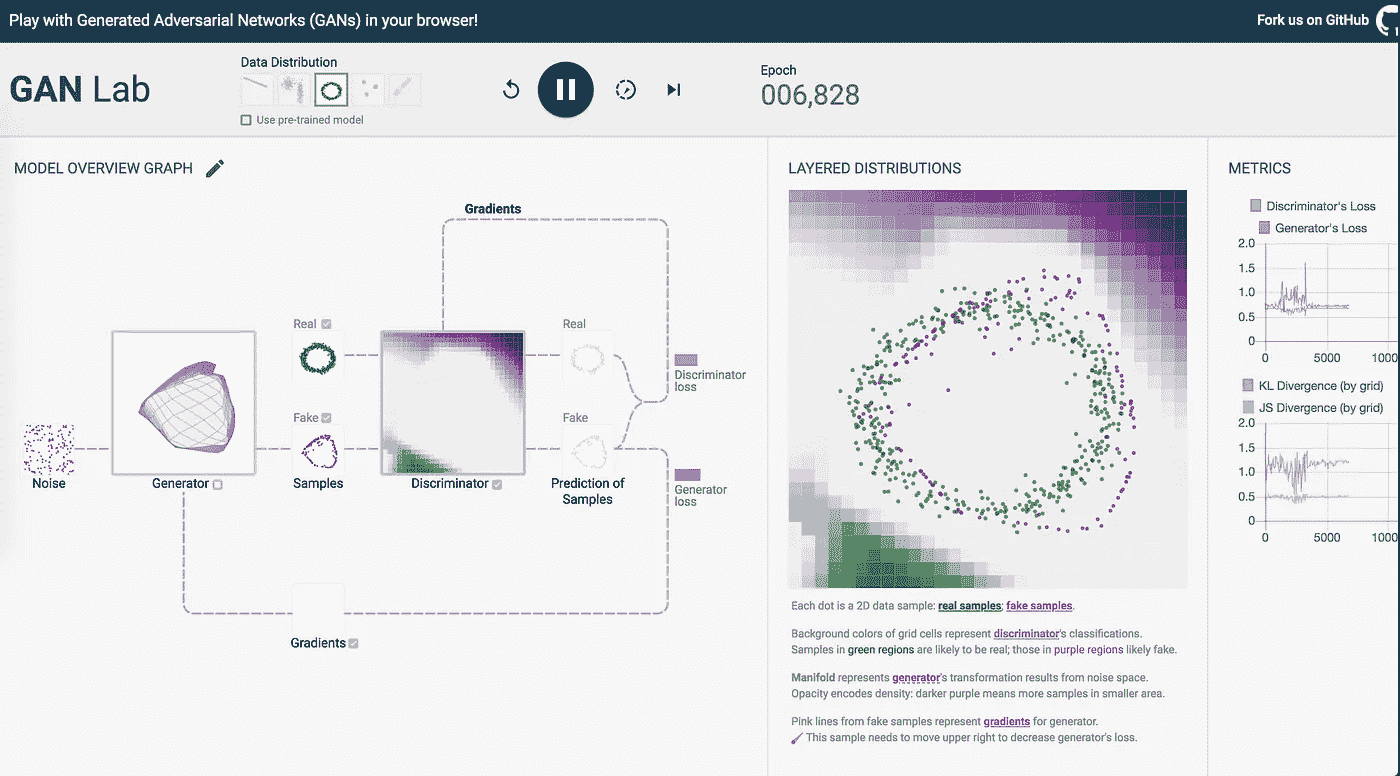 Play with Generated Adversarial Networks (GANs) in your browser!
Fork us on GitHub
GAN Lab
Data Distribution
Use pre-trained model
Epoch
006,828
MODEL OVERVIEW GRAPH
Gradients
Real
Real
Discriminator
loss
Fake
Fake
Noise
Generator
Samples
Discriminator
Prediction of
Samples
Generator
loss
Gradients
LAYERED DISTRIBUTIONS
Each dot is a 2D data sample: real samples; fake samples.
Background colors of grid cells represent discriminator's classifications.
Samples in green regions are likely to be real; those in purple regions likely fake.
Manifold represents generator's transformation results from noise space.
Opacity encodes density: darker purple means more samples in smaller area.
Pink lines from fake samples represent gradients for generator.
This sample needs to move upper right to decrease generator's loss.
METRICS
Discriminator's Loss
Generator's Loss
2.0
1.5
1.0
0.5
0
0 5000 1000
KL Divergence (by grid)
JS Divergence (by grid)
2.0
1.5
1.0
0.5
0
0 5000 1000